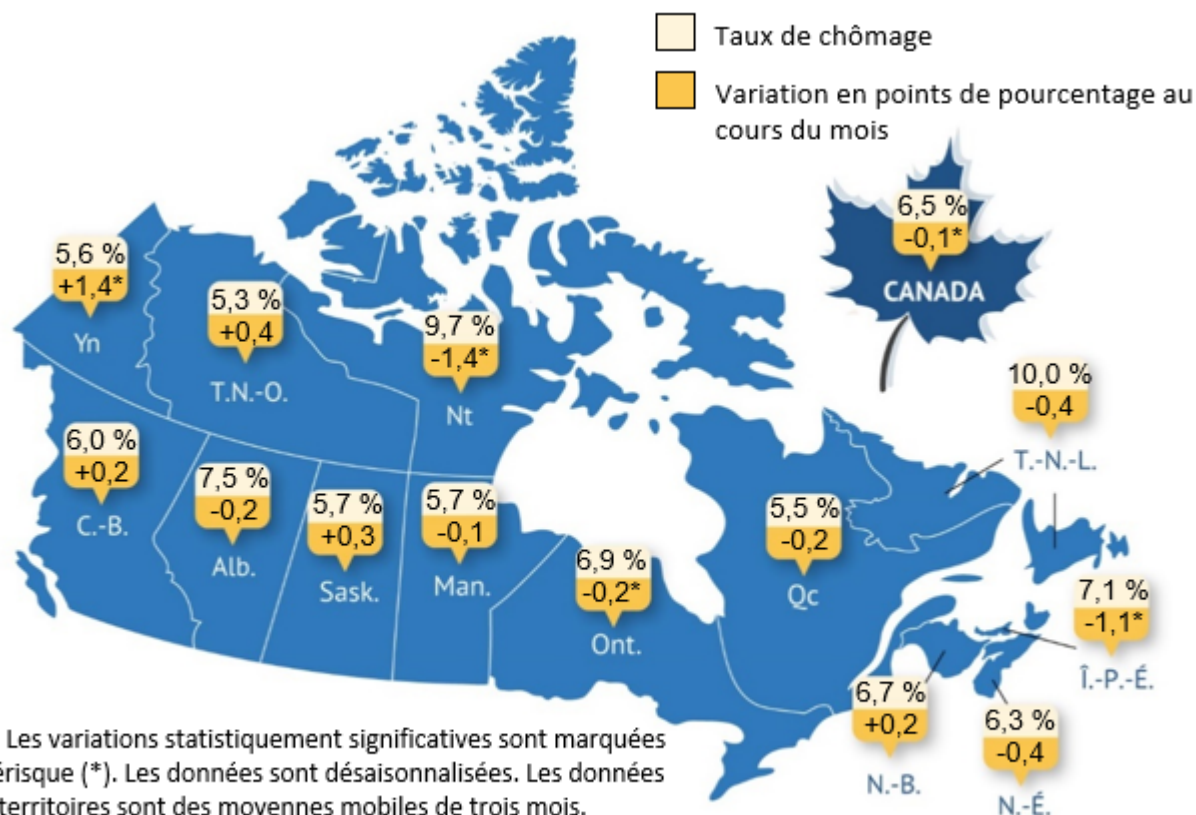 Taux de chômage
Variation en points de pourcentage au
cours du mois
6,5 %
-0,1*
CANADA
5,6 %
+1,4*
Yn
5,3 %
+0,4
T.N.-O.
9,7 %
-1,4*
Nt
10,0 %
-0,4
T.-N.-L.
6,0 %
+0,2
C.-B.
7,5 %
-0,2
Alb.
5,7 %
+0,3
Sask.
5,7 %
-0,1
Man.
6,9 %
-0,2*
Ont.
5,5 %
-0,2
Qc
7,1 %
-1,1*
Î.-P.-É.
6,7 %
+0,2
N.-B.
6,3 %
-0,4
N.-É.
Les variations statistiquement significatives sont marquées
érisque (*). Les données sont désaisonnalisées. Les données
territoires sont des moyennes mobiles de trois mois.